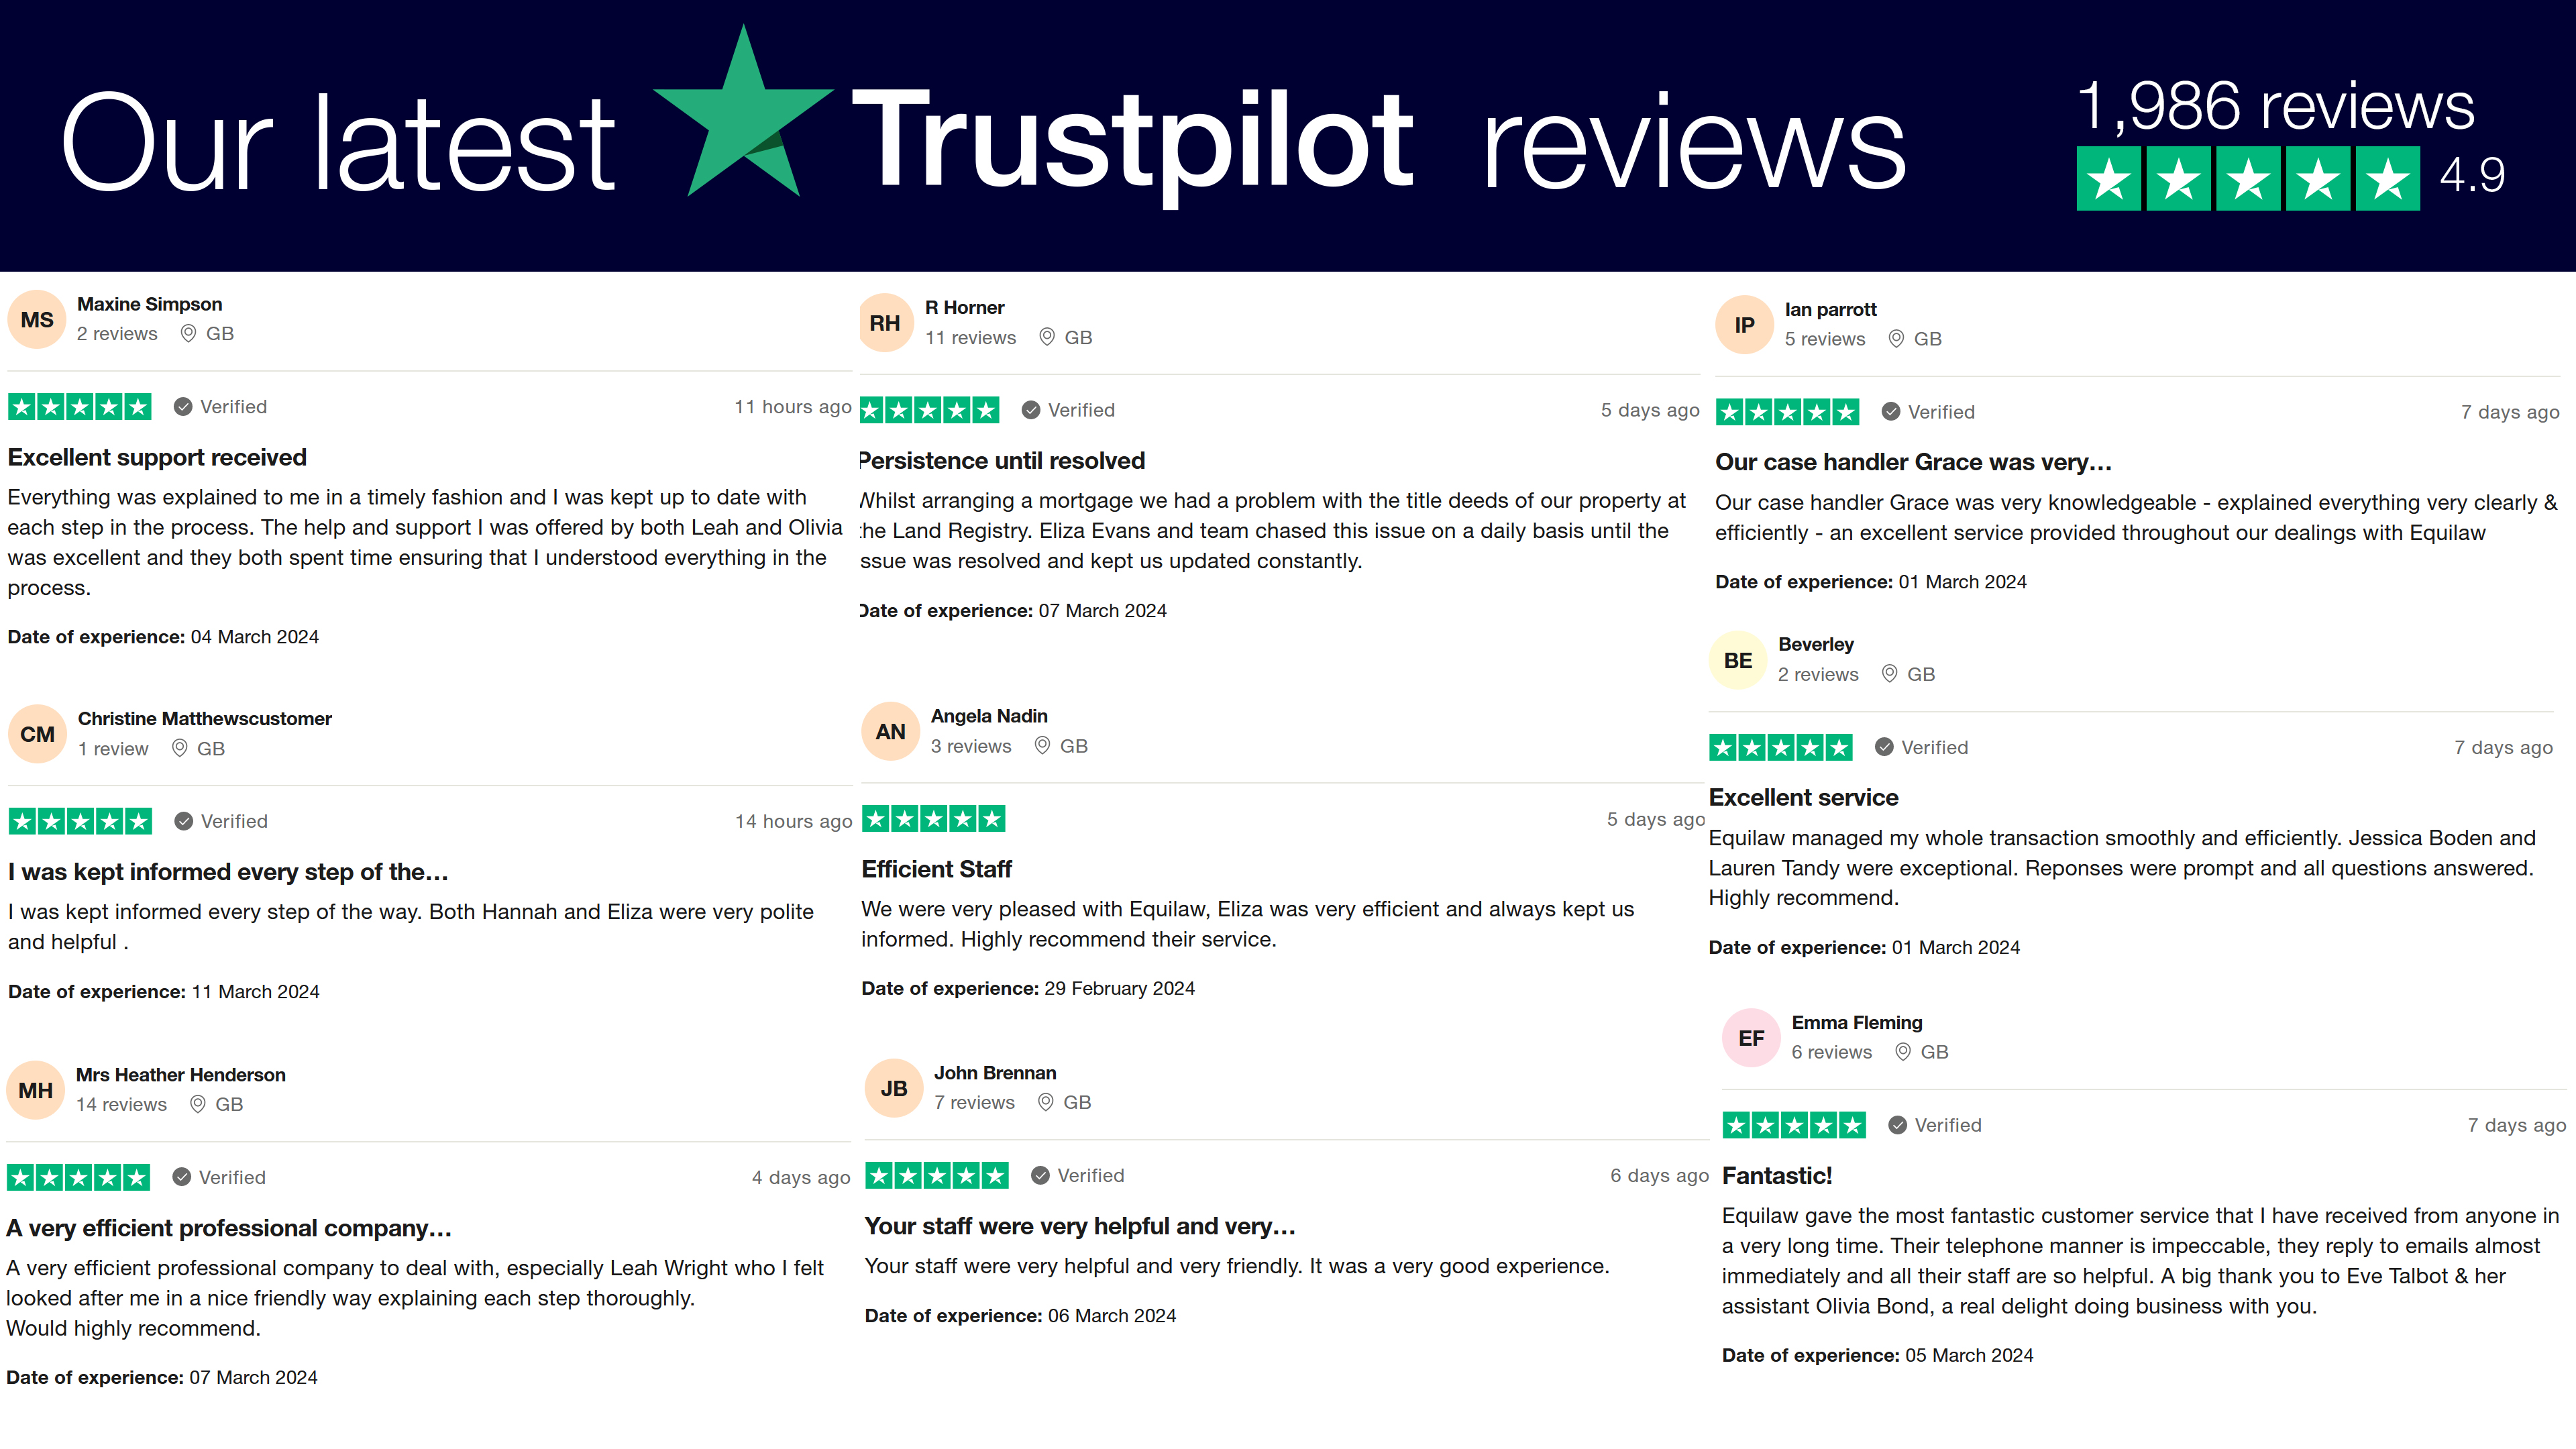 Our latest Trustpilot reviews
1,986 reviews
4.9
MS
Maxine Simpson
2 reviews GB
Verified
11 hours ago
Excellent support received
Everything was explained to me in a timely fashion and I was kept up to date with
each step in the process. The help and support I was offered by both Leah and Olivia
was excellent and they both spent time ensuring that I understood everything in the
process.
Date of experience: 04 March 2024
CM
Christine Matthewscustomer
1 review GB
Verified
14 hours ago
I was kept informed every step of the…
I was kept informed every step of the way. Both Hannah and Eliza were very polite
and helpful .
Date of experience: 11 March 2024
MH
Mrs Heather Henderson
14 reviews GB
Verified
4 days ago
A very efficient professional company…
A very efficient professional company to deal with, especially Leah Wright who I felt
looked after me in a nice friendly way explaining each step thoroughly.
Would highly recommend.
Date of experience: 07 March 2024
RH
R Horner
11 reviews GB
Verified
5 days ago
Persistence until resolved
Whilst arranging a mortgage we had a problem with the title deeds of our property at
the Land Registry. Eliza Evans and team chased this issue on a daily basis until the
ssue was resolved and kept us updated constantly.
Date of experience: 07 March 2024
AN
Angela Nadin
3 reviews GB
5 days ago
Efficient Staff
We were very pleased with Equilaw, Eliza was very efficient and always kept us
informed. Highly recommend their service.
Date of experience: 29 February 2024
JB
John Brennan
7 reviews GB
Verified
6 days ago
Your staff were very helpful and very…
Your staff were very helpful and very friendly. It was a very good experience.
Date of experience: 06 March 2024
IP
Ian parrott
5 reviews GB
Verified
7 days ago
Our case handler Grace was very…
Our case handler Grace was very knowledgeable - explained everything very clearly &
efficiently - an excellent service provided throughout our dealings with Equilaw
Date of experience: 01 March 2024
BE
Beverley
2 reviews GB
Verified
7 days ago
Excellent service
Equilaw managed my whole transaction smoothly and efficiently. Jessica Boden and
Lauren Tandy were exceptional. Reponses were prompt and all questions answered.
Highly recommend.
Date of experience: 01 March 2024
EF
Emma Fleming
6 reviews GB
Verified
7 days ago
Fantastic!
Equilaw gave the most fantastic customer service that I have received from anyone in
a very long time. Their telephone manner is impeccable, they reply to emails almost
immediately and all their staff are so helpful. A big thank you to Eve Talbot & her
assistant Olivia Bond, a real delight doing business with you.
Date of experience: 05 March 2024